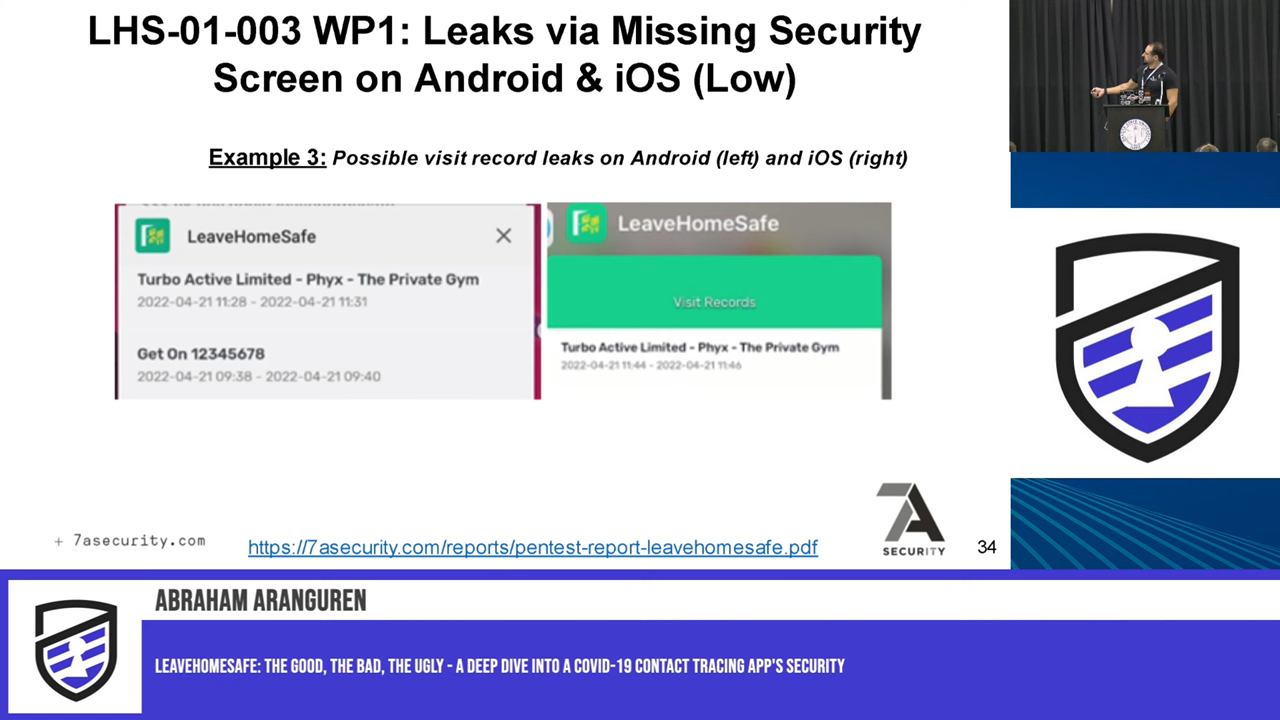 LHS-01-003 WP1: Leaks via Missing Security
Screen on Android & iOS (Low)
Example 3: Possible visit record leaks on Android (left) and iOS (right)
LeaveHomeSafe
Turbo Active Limited - Phyx - The Private Gym
2022-04-21 11:28 - 2022-04-21 11:31
Get On 12345678
2022-04-21 09:38 - 2022-04-21 09:40
LeaveHomeSafe
Visit Records
Turbo Active Limited - Phyx - The Private Gym
2022-04-21 11:44 - 2022-04-21 11:46
+ 7asecurity.com
https://7asecurity.com/reports/pentest-report-leavehomesafe.pdf
7A
SECURITY
34
ABRAHAM ARANGUREN
LEAVEHOMESAFE: THE GOOD, THE BAD, THE UGLY - A DEEP DIVE INTO A COVID-19 CONTACT TRACING APP'S SECURITY